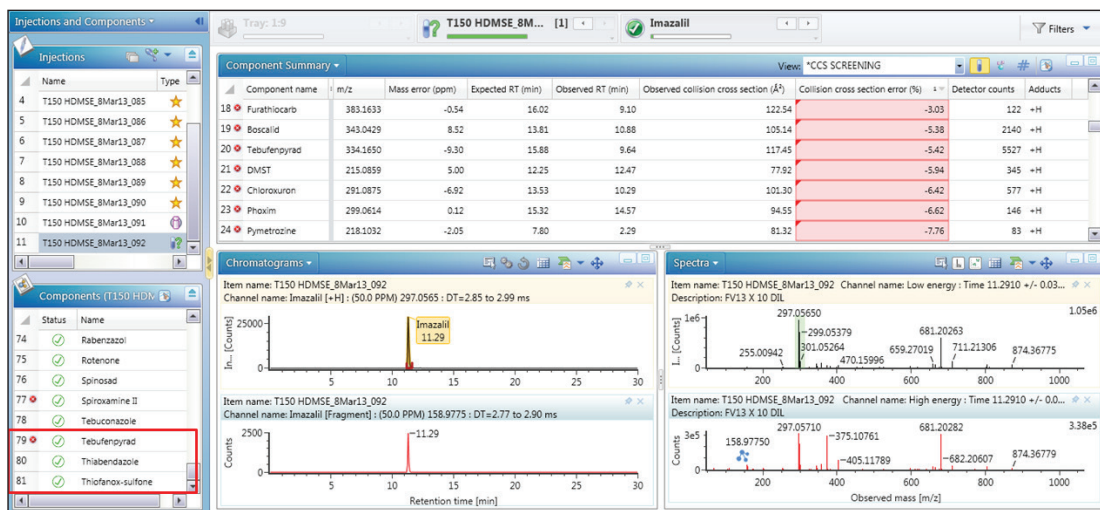 Injections and Components
Tray: 1:9
T150 HDMSE_8M... [1]
Imazalil
Filters
Injections
Name Type
4 T150 HDMSE_8Mar13_085
5 T150 HDMSE_8Mar13_086
6 T150 HDMSE_8Mar13_087
7 T150 HDMSE_8Mar13_088
8 T150 HDMSE_8Mar13_089
9 T150 HDMSE_8Mar13_090
10 T150 HDMSE_8Mar13_091
11 T150 HDMSE_8Mar13_092
Components (T150 HDN
Status Name
74 Rabenzazol
75 Rotenone
76 Spinosad
77 Spiroxamine II
78 Tebuconazole
79 Tebufenpyrad
80 Thiabendazole
81 Thiofanox-sulfone
Component Summary
View: *CCS SCREENING
Component name m/z Mass error (ppm) Expected RT (min) Observed RT (min) Observed collision cross section (Å²) Collision cross section error (%) Detector counts Adducts
18 Furathiocarb 383.1633 -0.54 16.02 9.10 122.54 -3.03 122 +H
19 Boscalid 343.0429 8.52 13.81 10.88 105.14 -5.38 2140 +H
20 Tebufenpyrad 334.1650 -9.30 15.88 9.64 117.45 -5.42 5527 +H
21 DMST 215.0859 5.00 12.25 12.47 77.92 -5.94 345 +H
22 Chloroxuron 291.0875 -6.92 13.53 10.29 101.30 -6.42 577 +H
23 Phoxim 299.0614 0.12 15.32 14.57 94.55 -6.62 146 +H
24 Pymetrozine 218.1032 -2.05 7.80 2.29 81.32 -7.76 83 +H
Chromatograms
Item name: T150 HDMSE_8Mar13_092
Channel name: Imazalil [+H] : (50.0 PPM) 297.0565 : DT=2.85 to 2.99 ms
In... [Counts]
25000
0
Imazalil
11.29
5 10 15 20 25 30
Item name: T150 HDMSE_8Mar13_092
Channel name: Imazalil [Fragment] : (50.0 PPM) 158.9775 : DT=2.77 to 2.90 ms
Counts
2500
0
11.29
5 10 15 20 25 30
Retention time [min]
Spectra
Item name: T150 HDMSE_8Mar13_092 Channel name: Low energy : Time 11.2910 +/- 0.03...
Description: FV13 X 10 DIL
1.05e6
I... [Counts]
1e6
0
297.05650
299.05379
301.05264
255.00942
470.15996
659.27019
681.20263
711.21306
874.36775
200 400 600 800 1000
Item name: T150 HDMSE_8Mar13_092 Channel name: High energy : Time 11.2910 +/- 0.0...
Description: FV13 X 10 DIL
3.38e5
Counts
3e5
0
158.97750
297.05710
375.10761
405.11789
681.20282
682.20607
874.36779
200 400 600 800 1000
Observed mass [m/z]